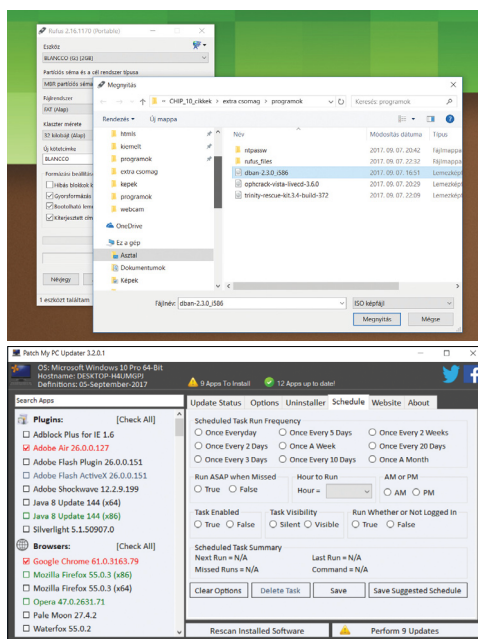 Rufus 2.16.1170 (Portable)
Eszköz
BLANCCO (G:) (2GB)
Partíciós séma és a cél rendszer típusa
MBR partíciós séma
Fájlrendszer
FAT (Alap)
Klaszter mérete
32 kilobájt (Alap)
Új kötetcímke
BLANCCO
Formázási beállítás
Hibás blokkok k
Gyorsformázás
Bootolható leme
Kiterjesztett cím
Névjegy
1 eszközt találtam
Megnyitás
« CHIP_10_cikkek › extra csomag › programok
Keresés: programok
Rendezés
Új mappa
Név
Módosítás dátuma
Típus
htmls
kiemelt
programok
extra csomag
kepek
programok
webcam
OneDrive
Ez a gép
Asztal
Dokumentumok
Képek
ntpassw
2017. 09. 07. 20:42
Fájlmappa
rufus_files
2017. 09. 07. 22:32
Fájlmappa
dban-2.3.0_i586
2017. 09. 07. 16:51
Lemezkép
ophcrack-vista-livecd-3.6.0
2017. 09. 07. 20:29
Lemezkép
trinity-rescue-kit.3.4-build-372
2017. 09. 07. 22:09
Lemezkép
Fájlnév:
dban-2.3.0_i586
ISO képfájl
Megnyitás
Mégse
Patch My PC Updater 3.2.0.1
OS: Microsoft Windows 10 Pro 64-Bit
Hostname: DESKTOP-H4UMGPJ
Definitions: 05-September-2017
9 Apps To Install
12 Apps up to date!
Search Apps
Plugins: [Check All]
Adblock Plus for IE 1.6
Adobe Air 26.0.0.127
Adobe Flash Plugin 26.0.0.151
Adobe Flash ActiveX 26.0.0.151
Adobe Shockwave 12.2.9.199
Java 8 Update 144 (x64)
Java 8 Update 144 (x86)
Silverlight 5.1.50907.0
Browsers: [Check All]
Google Chrome 61.0.3163.79
Mozilla Firefox 55.0.3 (x86)
Mozilla Firefox 55.0.3 (x64)
Opera 47.0.2631.71
Pale Moon 27.4.2
Waterfox 55.0.2
Update Status Options Uninstaller Schedule Website About
Scheduled Task Run Frequency
Once Everyday Once Every 5 Days Once Every 2 Weeks
Once Every 2 Days Once A Week Once Every 20 Days
Once Every 3 Days Once Every 10 Days Once A Month
Run ASAP when Missed Hour to Run AM or PM
True False Hour = AM PM
Task Enabled Task Visibility Run Whether or Not Logged in
True False Silent Visible True False
Scheduled Task Summary
Next Run = N/A Last Run = N/A
Missed Runs = N/A Command = N/A
Clear Options Delete Task Save Save Suggested Schedule
Rescan Installed Software Perform 9 Updates